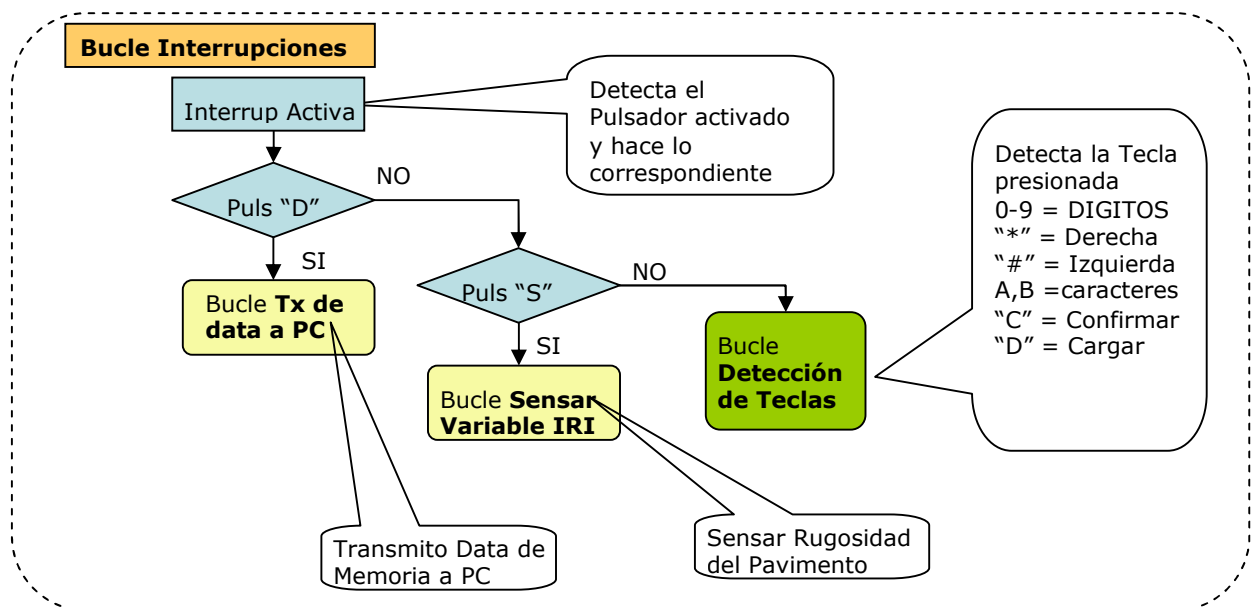 Bucle Interrupciones
Interrup Activa
Detecta el
Pulsador activado
y hace lo
correspondiente
Detecta la Tecla
presionada
0-9 = DIGITOS
“*” = Derecha
“#” = Izquierda
A,B =caracteres
“C” = Confirmar
“D” = Cargar
Puls “D”
NO
SI
Bucle Tx de
data a PC
Puls “S”
NO
SI
Bucle Sensar
Variable IRI
Bucle
Detección
de Teclas
Transmito Data de
Memoria a PC
Sensar Rugosidad
del Pavimento